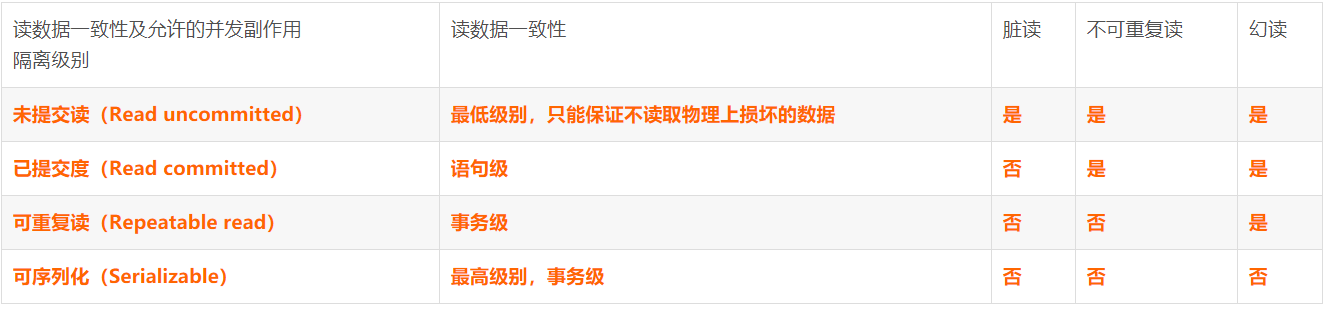 读数据一致性及允许的并发副作用
隔离级别
读数据一致性
脏读
不可重复读
幻读
未提交读（Read uncommitted）
最低级别，只能保证不读取物理上损坏的数据
是
是
是
已提交度（Read committed）
语句级
否
是
是
可重复读（Repeatable read）
事务级
否
否
是
可序列化（Serializable）
最高级别，事务级
否
否
否